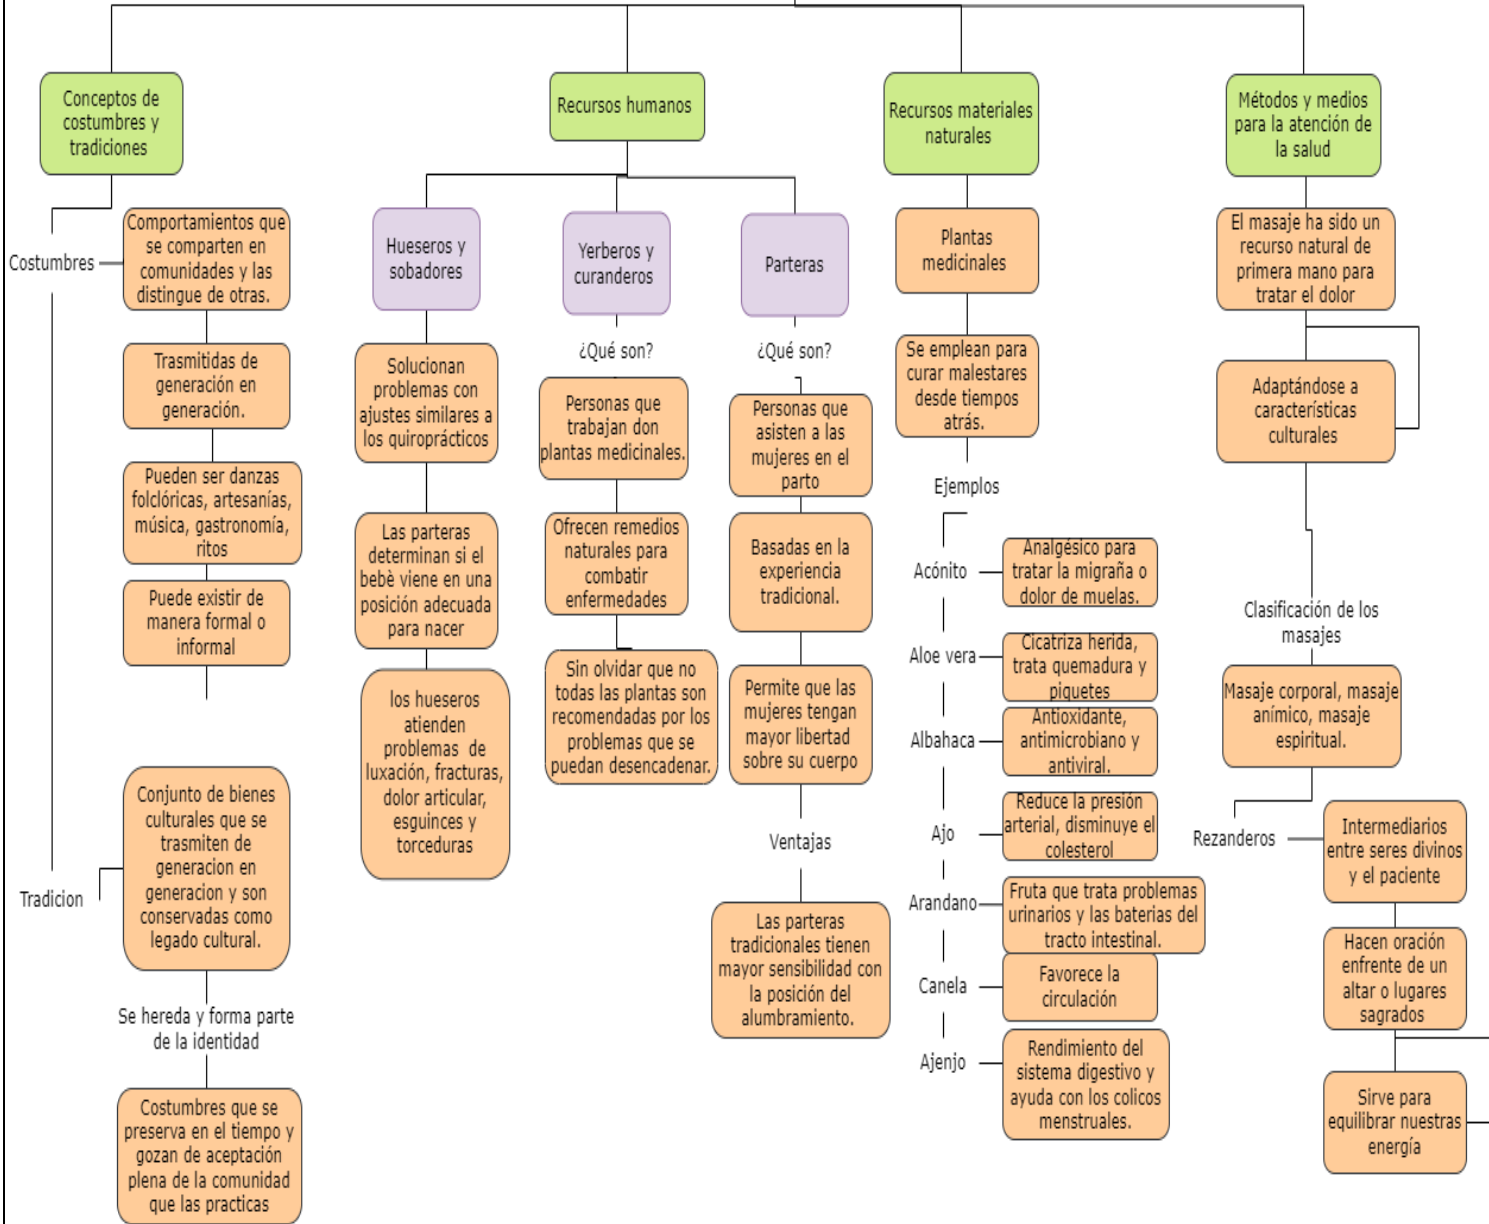 Conceptos de
costumbres y
tradiciones
Costumbres
Comportamientos que
se comparten en
comunidades y las
distingue de otras.
Trasmitidas de
generación en
generación.
Pueden ser danzas
folclóricas, artesanías,
música, gastronomía,
ritos
Puede existir de
manera formal o
informal
Tradicion
Conjunto de bienes
culturales que se
trasmiten de
generacion en
generacion y son
conservadas como
legado cultural.
Se hereda y forma parte
de la identidad
Costumbres que se
preserva en el tiempo y
gozan de aceptación
plena de la comunidad
que las practicas
Recursos humanos
Hueseros y
sobadores
Solucionan
problemas con
ajustes similares a
los quiroprácticos
Las parteras
determinan si el
bebè viene en una
posición adecuada
para nacer
los hueseros
atienden
problemas de
luxación, fracturas,
dolor articular,
esguinces y
torceduras
Yerberos y
curanderos
¿Qué son?
Personas que
trabajan don
plantas medicinales.
Ofrecen remedios
naturales para
combatir
enfermedades
Sin olvidar que no
todas las plantas son
recomendadas por los
problemas que se
puedan desencadenar.
Parteras
¿Qué son?
Personas que
asisten a las
mujeres en el
parto
Basadas en la
experiencia
tradicional.
Permite que las
mujeres tengan
mayor libertad
sobre su cuerpo
Ventajas
Las parteras
tradicionales tienen
mayor sensibilidad con
la posición del
alumbramiento.
Recursos materiales
naturales
Plantas
medicinales
Se emplean para
curar malestares
desde tiempos
atrás.
Ejemplos
Acónito
Analgésico para
tratar la migraña o
dolor de muelas.
Aloe vera
Cicatriza herida,
trata quemadura y
piquetes
Albahaca
Antioxidante,
antimicrobiano y
antiviral.
Ajo
Reduce la presión
arterial, disminuye el
colesterol
Arandano
Fruta que trata problemas
urinarios y las baterias del
tracto intestinal.
Canela
Favorece la
circulación
Ajenjo
Rendimiento del
sistema digestivo y
ayuda con los colicos
menstruales.
Métodos y medios
para la atención de
la salud
El masaje ha sido un
recurso natural de
primera mano para
tratar el dolor
Adaptándose a
características
culturales
Clasificación de los
masajes
Masaje corporal, masaje
anímico, masaje
espiritual.
Rezanderos
Intermediarios
entre seres divinos
y el paciente
Hacen oración
enfrente de un
altar o lugares
sagrados
Sirve para
equilibrar nuestras
energía